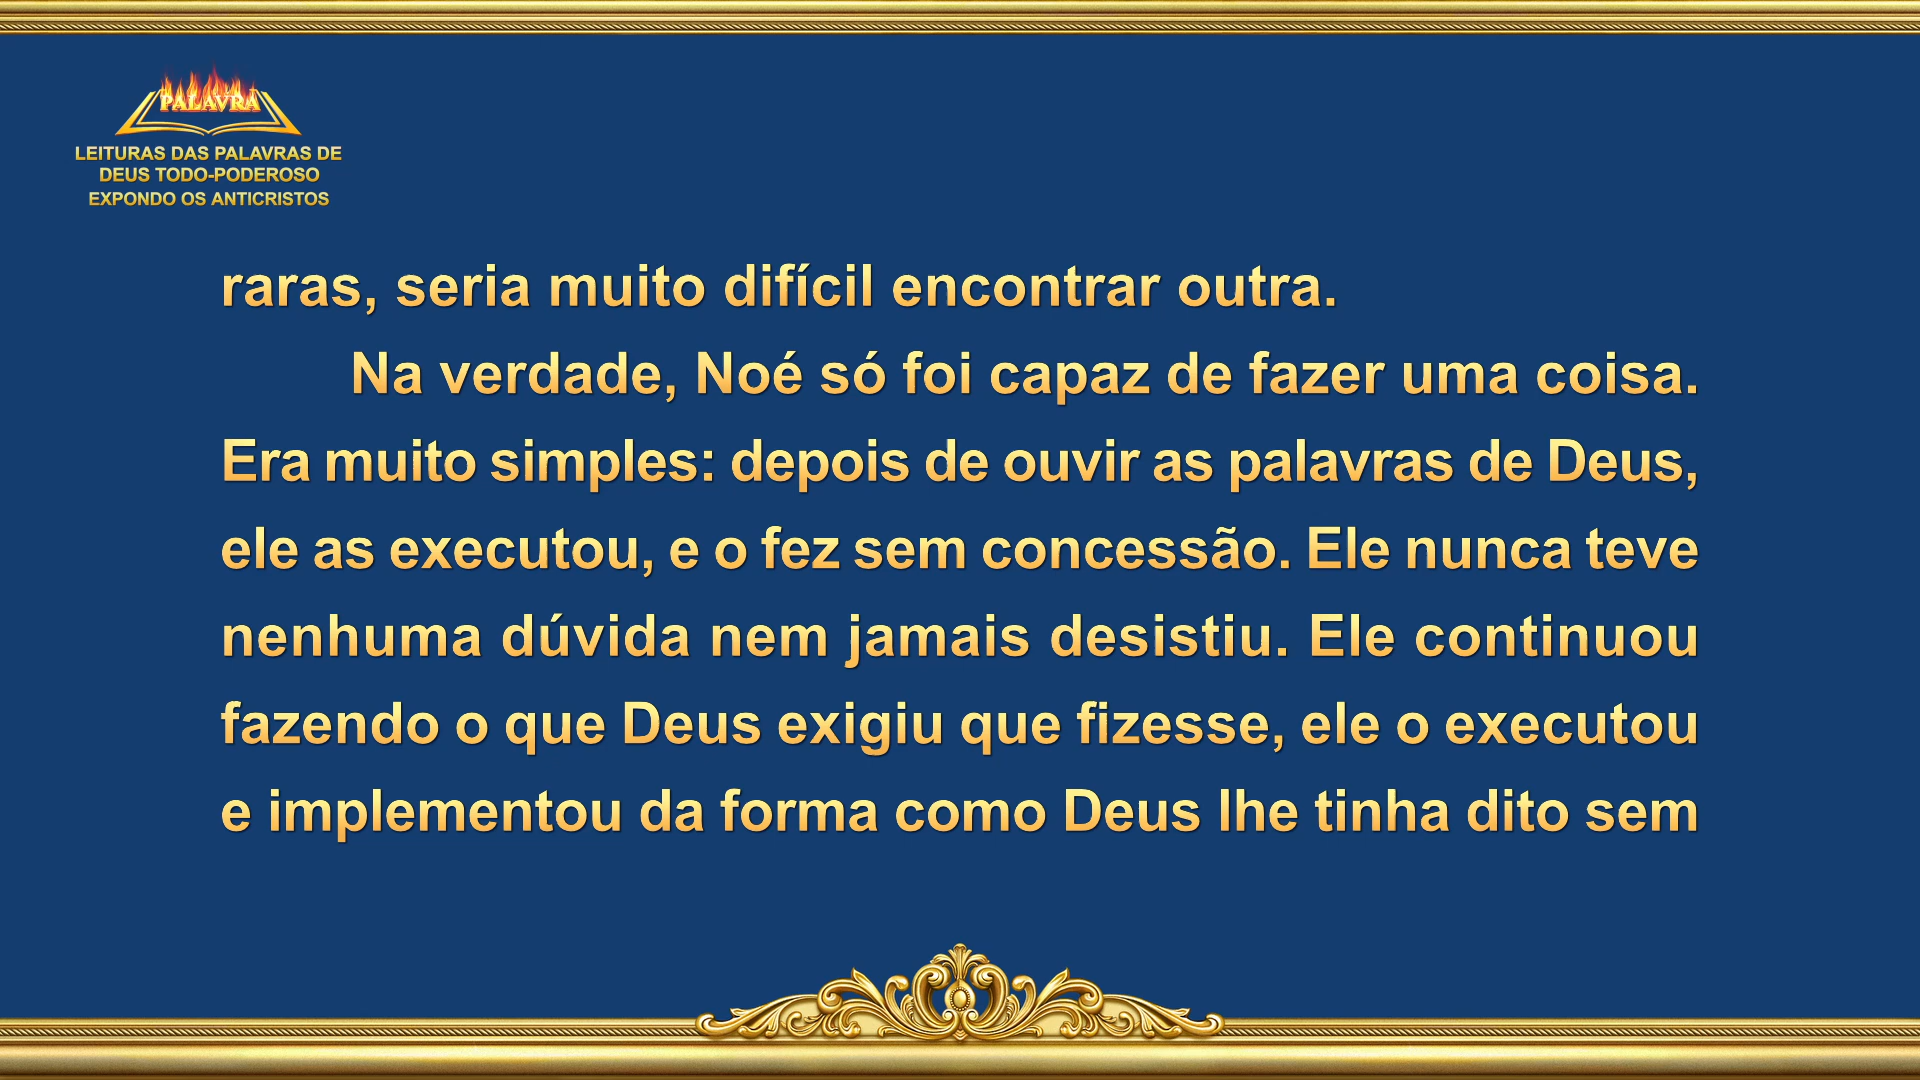 PALAVRA
LEITURAS DAS PALAVRAS DE
DEUS TODO-PODEROSO
EXPONDO OS ANTICRISTOS
raras, seria muito difícil encontrar outra.
Na verdade, Noé só foi capaz de fazer uma coisa.
Era muito simples: depois de ouvir as palavras de Deus,
ele as executou, e o fez sem concessão. Ele nunca teve
nenhuma dúvida nem jamais desistiu. Ele continuou
fazendo o que Deus exigiu que fizesse, ele o executou
e implementou da forma como Deus lhe tinha dito sem